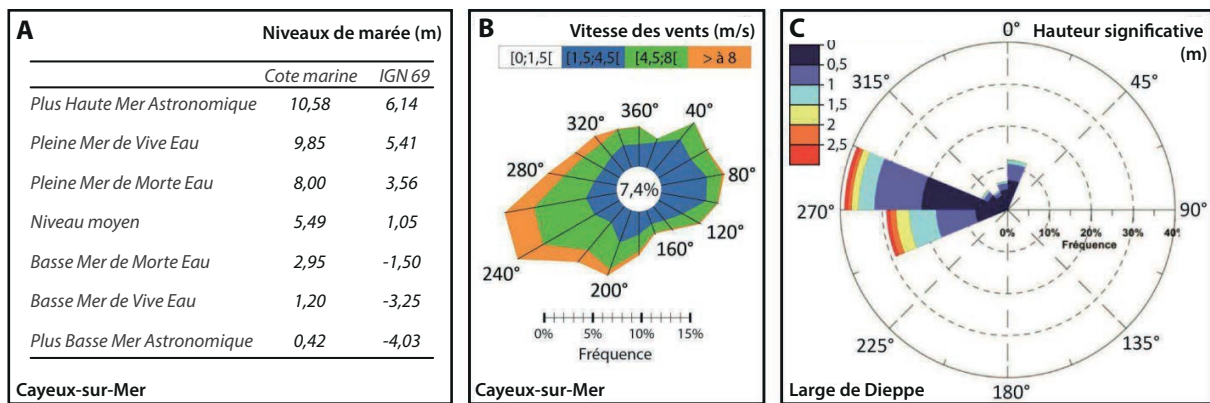 A
Niveaux de marée (m)
Cote marine IGN 69
Plus Haute Mer Astronomique 10,58 6,14
Pleine Mer de Vive Eau 9,85 5,41
Pleine Mer de Morte Eau 8,00 3,56
Niveau moyen 5,49 1,05
Basse Mer de Morte Eau 2,95 -1,50
Basse Mer de Vive Eau 1,20 -3,25
Plus Basse Mer Astronomique 0,42 -4,03
Cayeux-sur-Mer
B
Vitesse des vents (m/s)
[0;1,5[ [1,5;4,5[ [4,5;8[ > à 8
360°
320° 40°
280° 80°
7,4%
240° 120°
200° 160°
0% 5% 10% 15%
Fréquence
Cayeux-sur-Mer
C
Hauteur significative
(m)
0
0,5
1
1,5
2
2,5
0°
315° 45°
270° 90°
0% 10% 20% 30% 40%
Fréquence
225° 135°
180°
Large de Dieppe